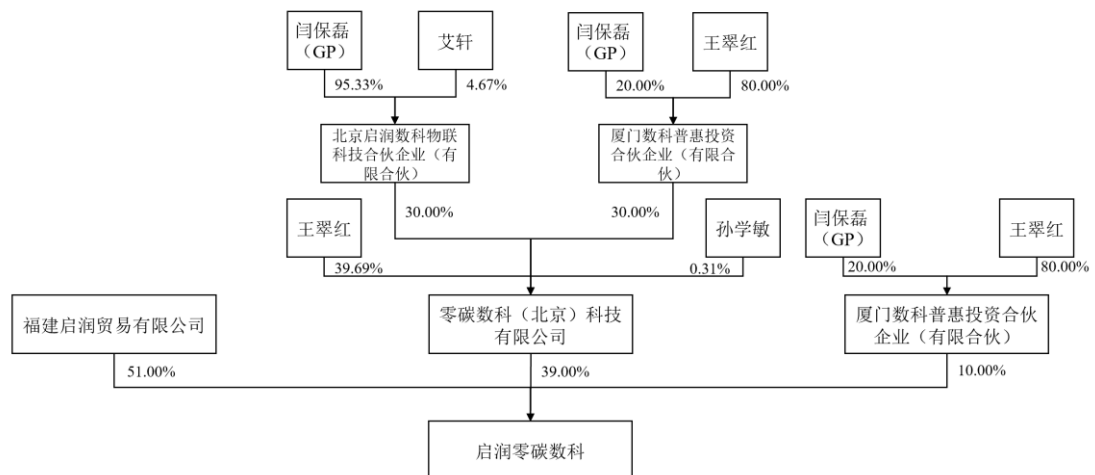 闫保磊
（GP）
艾轩
闫保磊
（GP）
王翠红
95.33%
4.67%
20.00%
80.00%
北京启润数科物联
科技合伙企业（有
限合伙）
厦门数科普惠投资
合伙企业（有限合
伙）
30.00%
30.00%
王翠红
孙学敏
闫保磊
（GP）
王翠红
39.69%
0.31%
20.00%
80.00%
福建启润贸易有限公司
零碳数科（北京）科技
有限公司
厦门数科普惠投资合伙
企业（有限合伙）
51.00%
39.00%
10.00%
启润零碳数科